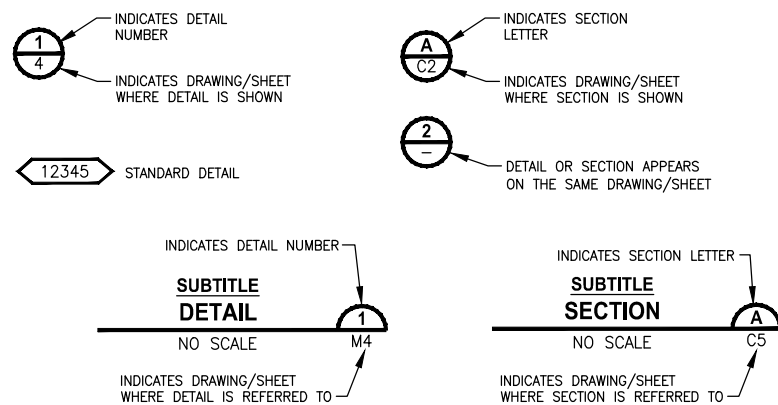 INDICATES DETAIL
NUMBER
1
4
INDICATES DRAWING/SHEET
WHERE DETAIL IS SHOWN
INDICATES SECTION
LETTER
A
C2
INDICATES DRAWING/SHEET
WHERE SECTION IS SHOWN
12345
STANDARD DETAIL
2
–
DETAIL OR SECTION APPEARS
ON THE SAME DRAWING/SHEET
INDICATES DETAIL NUMBER
SUBTITLE
DETAIL
1
NO SCALE
M4
INDICATES DRAWING/SHEET
WHERE DETAIL IS REFERRED TO
INDICATES SECTION LETTER
SUBTITLE
SECTION
A
NO SCALE
C5
INDICATES DRAWING/SHEET
WHERE SECTION IS REFERRED TO